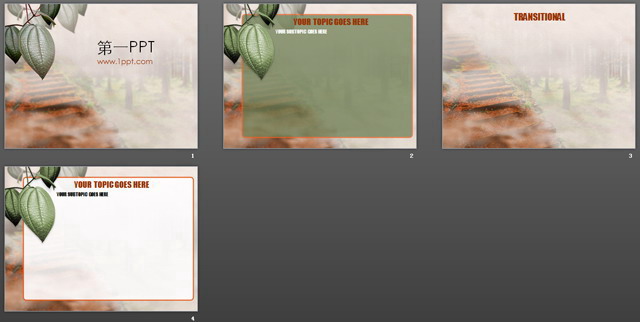 第一PPT
www.1ppt.com
1
YOUR TOPIC GOES HERE
YOUR SUBTOPIC GOES HERE
2
TRANSITIONAL
3
YOUR TOPIC GOES HERE
YOUR SUBTOPIC GOES HERE
4